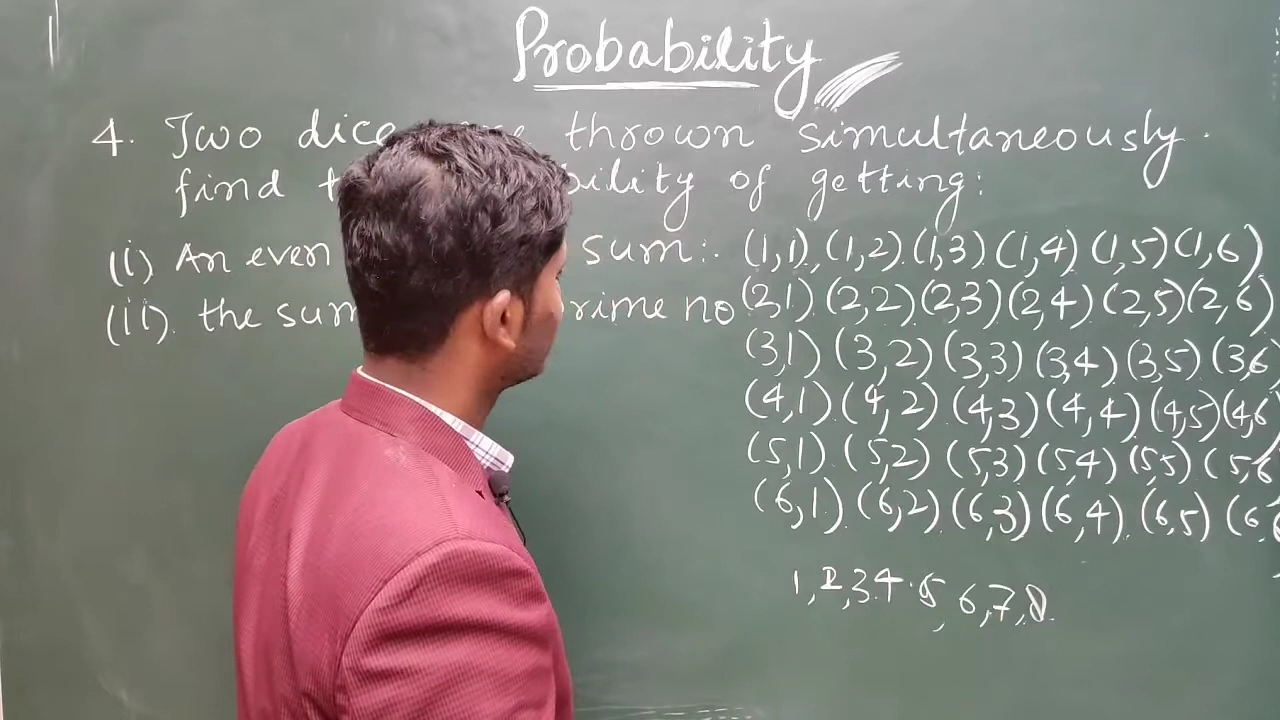 Probability
4. Two dice thrown simultaneously.
find bility of getting:
(i) An even sum:. (1,1), (1,2), (1,3) (1,4) (1,5) (1,6)
(ii). the sum rime no (2,1) (2,2) (2,3) (2,4) (2,5) (2,6)
(3,1) (3,2) (3,3) (3,4) (3,5) (3,6
(4,1) (4,2) (4,3) (4,4) (4,5) (4,6
(5,1) (5,2) (5,3) (5,4) (5,5) (5,6
(6,1) (6,2) (6,3) (6,4) (6,5) (6,
1, 2, 3 4 5, 6, 7, 8